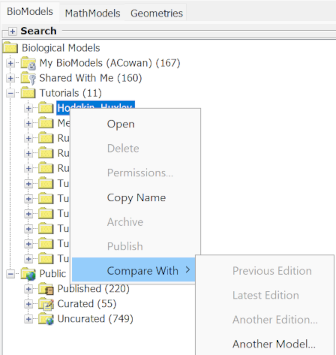 BioModels MathModels Geometries
Search
Biological Models
My BioModels (ACowan) (167)
Shared With Me (160)
Tutorials (11)
Hodgkin-Huxley
Me
Ru
Ru
Ru
Tu
Tu
Tu
Tu
Tu
Public
Published (220)
Curated (55)
Uncurated (749)
Open
Delete
Permissions...
Copy Name
Archive
Publish
Compare With
Previous Edition
Latest Edition
Another Edition...
Another Model...